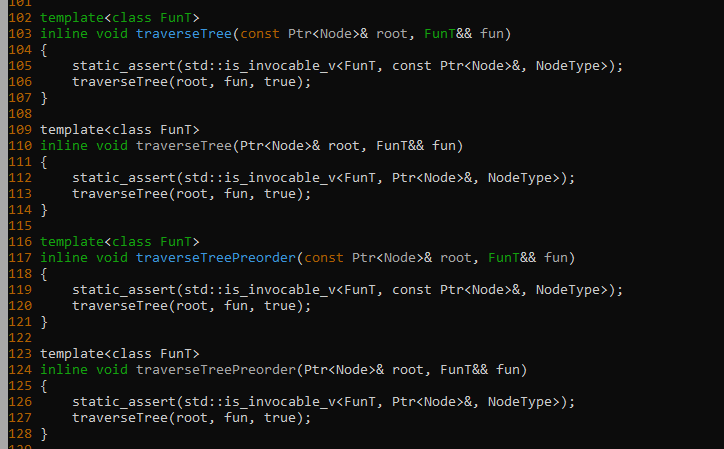 101
102 template<class FunT>
103 inline void traverseTree(const Ptr<Node>& root, FunT&& fun)
104 {
105     static_assert(std::is_invocable_v<FunT, const Ptr<Node>&, NodeType>);
106     traverseTree(root, fun, true);
107 }
108
109 template<class FunT>
110 inline void traverseTree(Ptr<Node>& root, FunT&& fun)
111 {
112     static_assert(std::is_invocable_v<FunT, Ptr<Node>&, NodeType>);
113     traverseTree(root, fun, true);
114 }
115
116 template<class FunT>
117 inline void traverseTreePreorder(const Ptr<Node>& root, FunT&& fun)
118 {
119     static_assert(std::is_invocable_v<FunT, const Ptr<Node>&, NodeType>);
120     traverseTree(root, fun, true);
121 }
122
123 template<class FunT>
124 inline void traverseTreePreorder(Ptr<Node>& root, FunT&& fun)
125 {
126     static_assert(std::is_invocable_v<FunT, Ptr<Node>&, NodeType>);
127     traverseTree(root, fun, true);
128 }